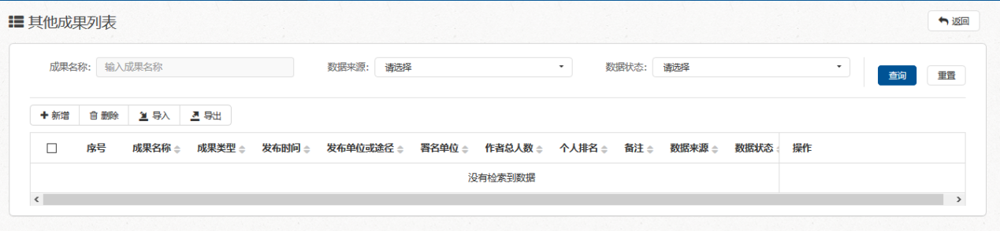 其他成果列表 返回
成果名称: 输入成果名称 数据来源: 请选择 数据状态: 请选择 查询 重置
新增 删除 导入 导出
序号 成果名称 成果类型 发布时间 发布单位或途径 署名单位 作者总人数 个人排名 备注 数据来源 数据状态 操作
没有检索到数据